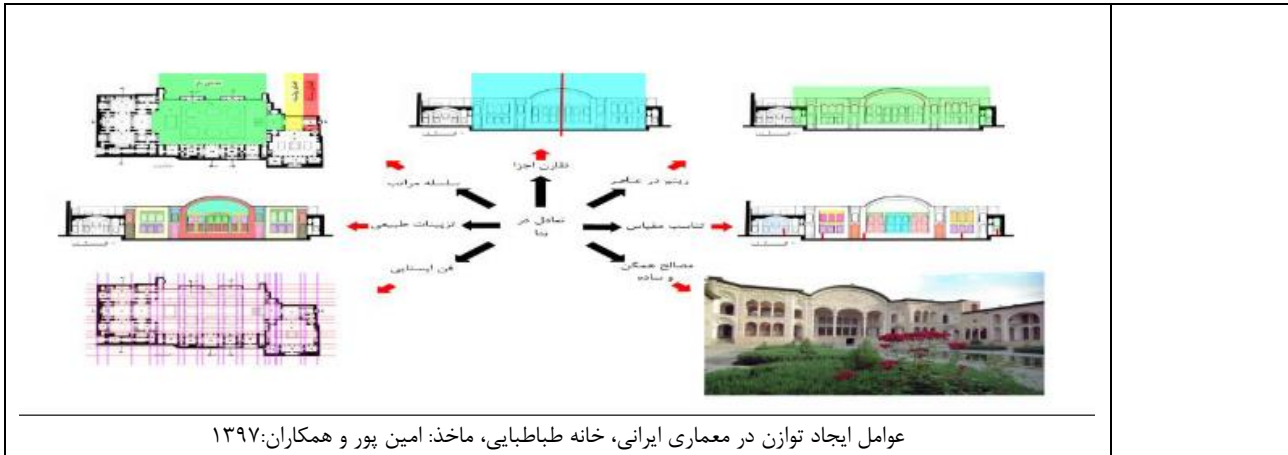 تقارن اجزا
سلسله مراتب
ریتم در عناصر
تزیینات طبیعی
تعادل در
بنا
تناسب مقیاس
فن ایستایی
مصالح همگن
و ساده
عوامل ایجاد توازن در معماری ایرانی، خانه طباطبایی، ماخذ: امین پور و همکاران:۱۳۹۷